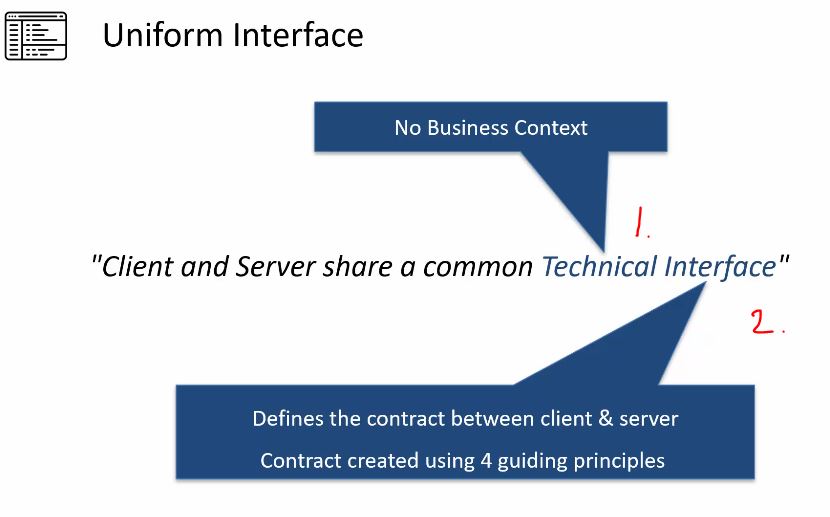 Uniform Interface
No Business Context
1.
"Client and Server share a common Technical Interface"
2.
Defines the contract between client & server
Contract created using 4 guiding principles